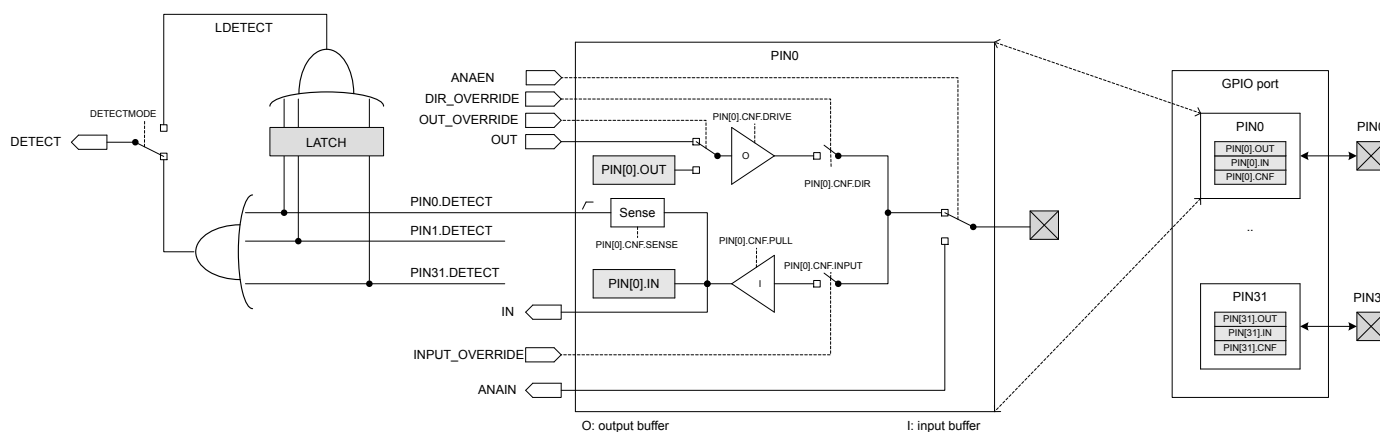 LDETECT
DETECTMODE
DETECT
LATCH
PIN0.DETECT
PIN1.DETECT
PIN31.DETECT
PIN0
ANAEN
DIR_OVERRIDE
OUT_OVERRIDE
OUT
PIN[0].CNF.DRIVE
O
PIN[0].OUT
PIN[0].CNF.DIR
Sense
PIN[0].CNF.SENSE
PIN[0].CNF.PULL
PIN[0].CNF.INPUT
PIN[0].IN
I
IN
INPUT_OVERRIDE
ANAIN
O: output buffer
I: input buffer
GPIO port
PIN0
PIN[0].OUT
PIN[0].IN
PIN[0].CNF
..
PIN31
PIN[31].OUT
PIN[31].IN
PIN[31].CNF